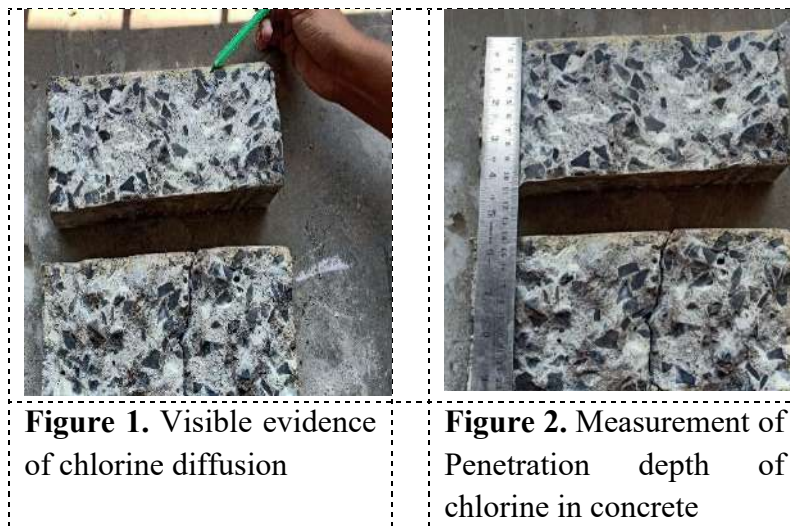 Figure 1. Visible evidence
of chlorine diffusion
Figure 2. Measurement of
Penetration depth of
chlorine in concrete